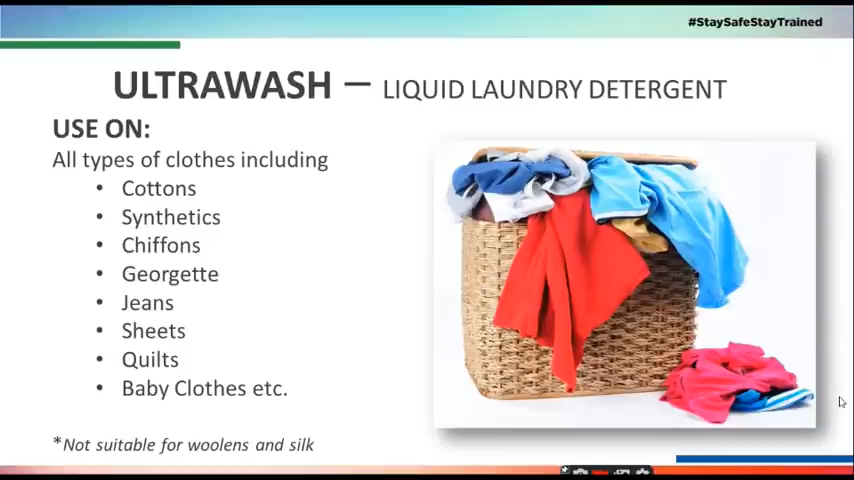 #StaySafeStayTrained
ULTRAWASH – LIQUID LAUNDRY DETERGENT
USE ON:
All types of clothes including
• Cottons
• Synthetics
• Chiffons
• Georgette
• Jeans
• Sheets
• Quilts
• Baby Clothes etc.
*Not suitable for woolens and silk